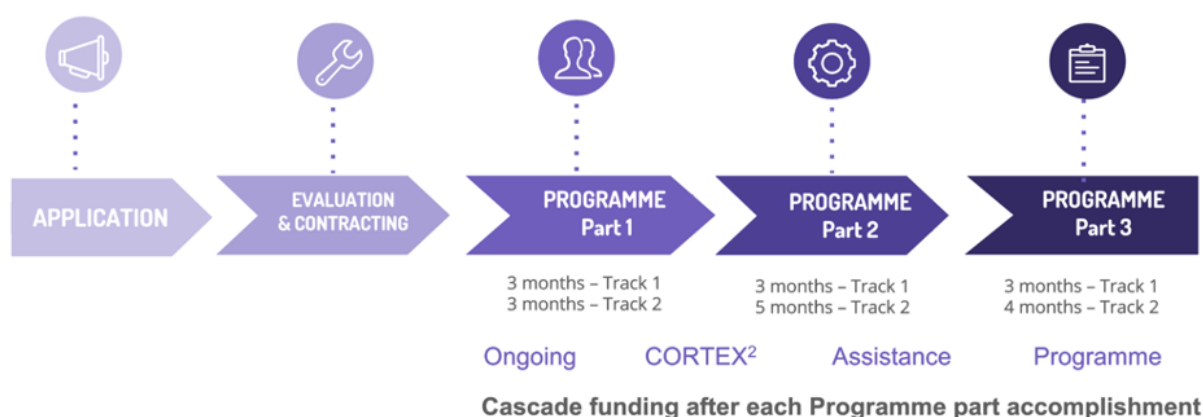 APPLICATION
EVALUATION
& CONTRACTING
PROGRAMME
Part 1
PROGRAMME
Part 2
PROGRAMME
Part 3
3 months – Track 1
3 months – Track 2
3 months – Track 1
5 months – Track 2
3 months – Track 1
4 months – Track 2
Ongoing CORTEX² Assistance Programme
Cascade funding after each Programme part accomplishment